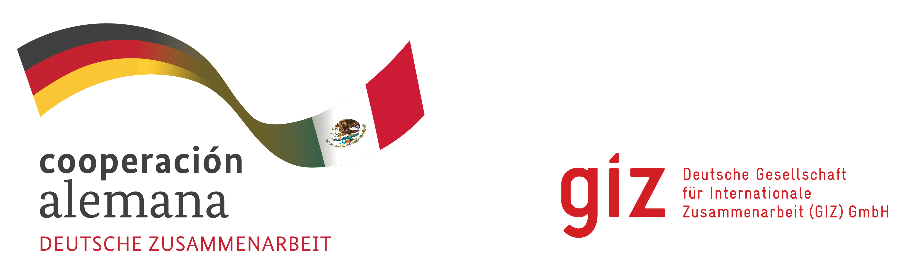 cooperación
alemana
DEUTSCHE ZUSAMMENARBEIT
giz
Deutsche Gesellschaft
für Internationale
Zusammenarbeit (GIZ) GmbH